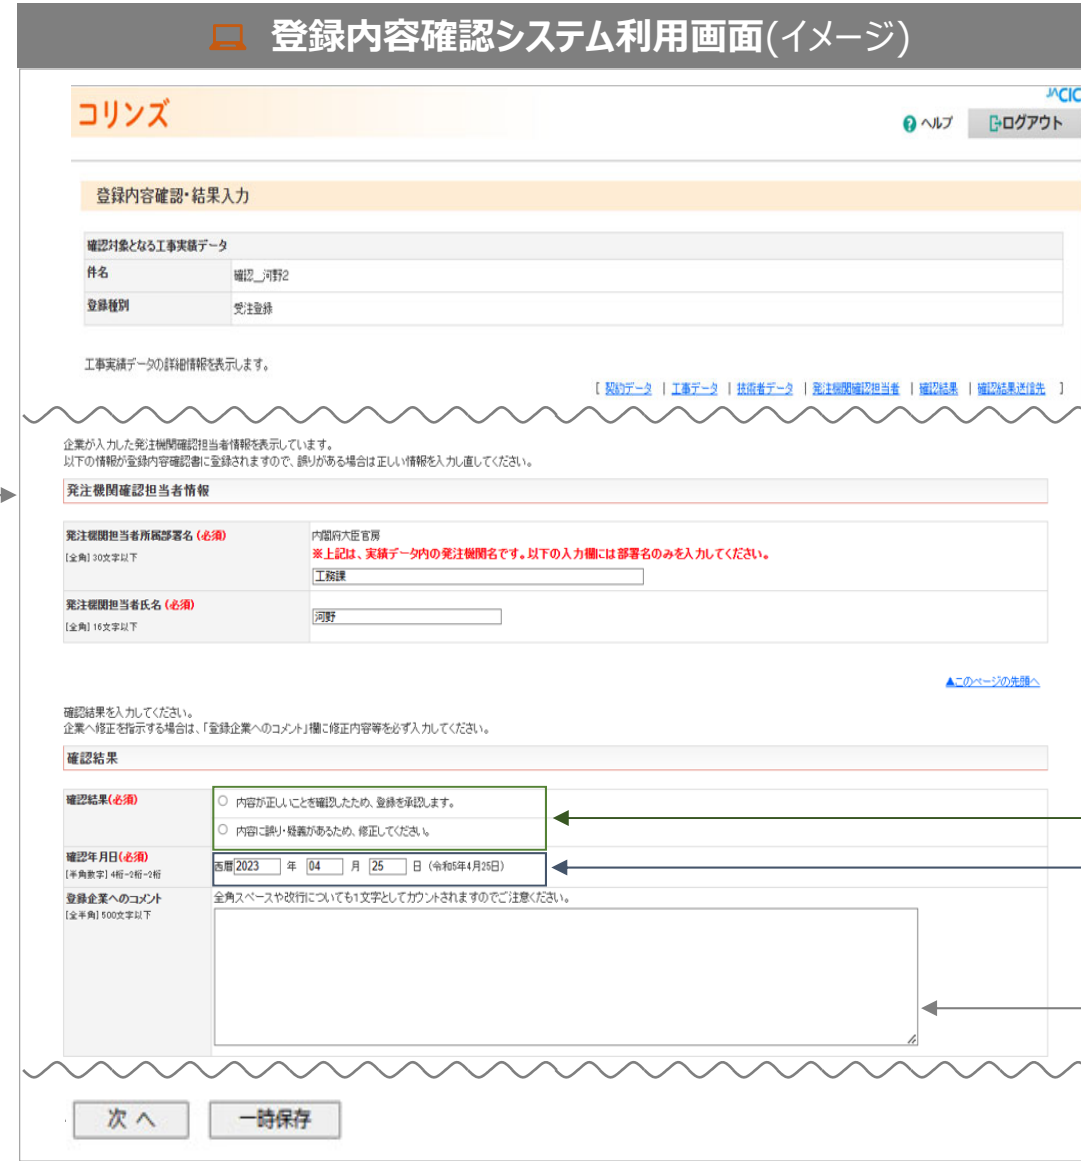 登録内容確認システム利用画面(イメージ)
JACIC
コリンズ
ヘルプ
ログアウト
登録内容確認・結果入力
確認対象となる工事実績データ
件名 確認__河野2
登録種別 受注登録
工事実績データの詳細情報を表示します。
[ 契約データ | 工事データ | 技術者データ | 発注機関確認担当者 | 確認結果 | 確認結果送信先 ]
企業が入力した発注機関確認担当者情報を表示しています。
以下の情報が登録内容確認書に登録されますので、誤りがある場合は正しい情報を入力し直してください。
発注機関確認担当者情報
発注機関担当者所属部署名 (必須)
[全角] 30文字以下
内閣府大臣官房
※上記は、実績データ内の発注機関名です。以下の入力欄には部署名のみを入力してください。
工務課
発注機関担当者氏名 (必須)
[全角] 16文字以下
河野
▲このページの先頭へ
確認結果を入力してください。
企業へ修正を指示する場合は、「登録企業へのコメント」欄に修正内容等を必ず入力してください。
確認結果
確認結果(必須)
内容が正しいことを確認したため、登録を承認します。
内容に誤り・疑義があるため、修正してください。
確認年月日(必須)
[半角数字] 4桁-2桁-2桁
西暦 2023 年 04 月 25 日 (令和5年4月25日)
登録企業へのコメント
[全半角] 500文字以下
全角スペースや改行についても1文字としてカウントされますのでご注意ください。
次 へ
一時保存